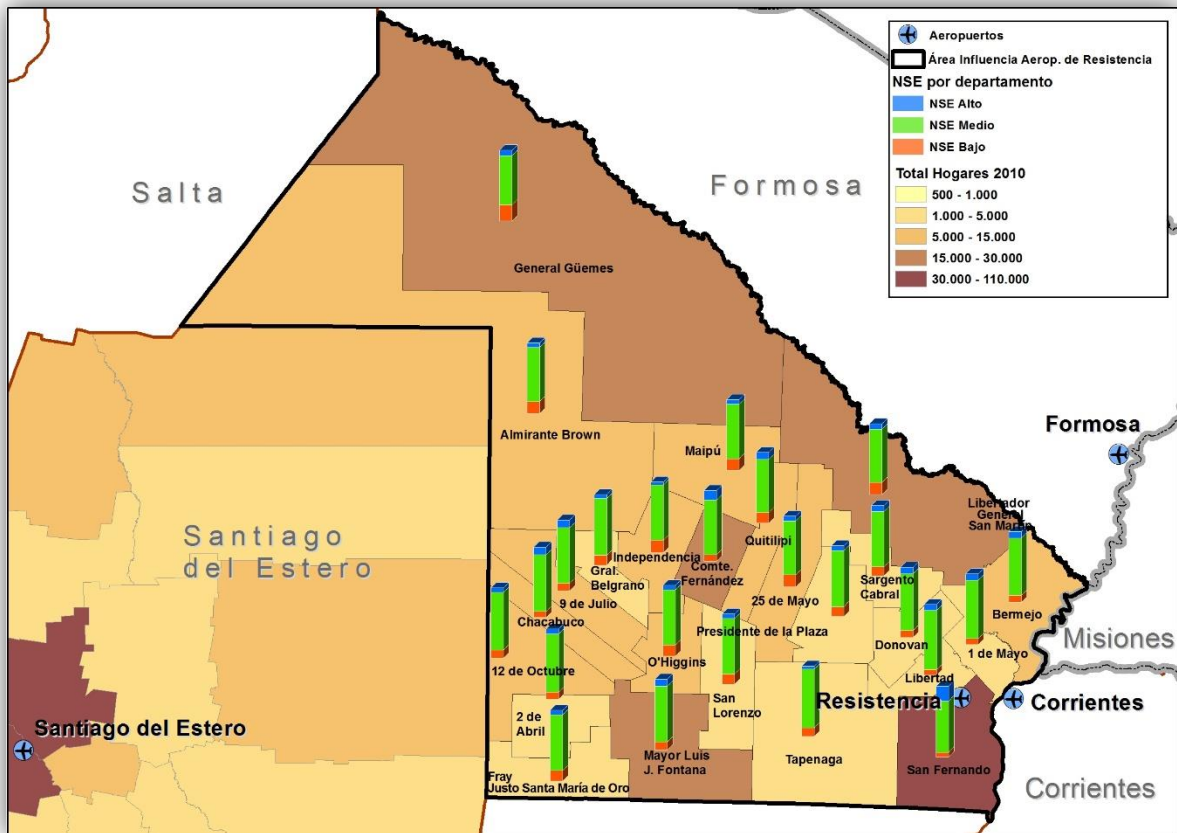 Aeropuertos
Área Influencia Aerop. de Resistencia
NSE por departamento
NSE Alto
NSE Medio
NSE Bajo
Total Hogares 2010
500 - 1.000
1.000 - 5.000
5.000 - 15.000
15.000 - 30.000
30.000 - 110.000
Salta
Formosa
General Güemes
Almirante Brown
Maipú
Formosa
Libertador
General
San Martín
Santiago
del Estero
Independencia
Quitilipi
Comte.
Fernández
Gral.
Belgrano
Sargento
Cabral
9 de Julio
25 de Mayo
Bermejo
Chacabuco
Presidente de la Plaza
Donovan
1 de Mayo
Misiones
12 de Octubre
O'Higgins
Libertad
San
Lorenzo
Resistencia
Corrientes
2 de
Abril
Santiago del Estero
Mayor Luis
J. Fontana
Tapenaga
San Fernando
Fray
Justo Santa María de Oro
Corrientes